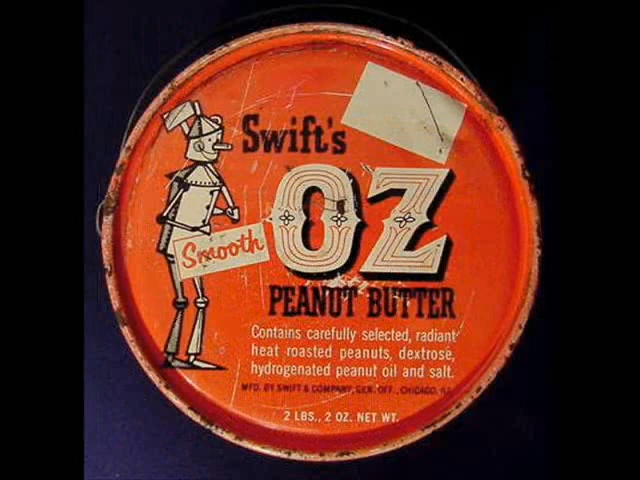 Swift's
OZ
Smooth
PEANUT BUTTER
Contains carefully selected, radiant
heat roasted peanuts, dextrose,
hydrogenated peanut oil and salt.
MFD. BY SWIFT & COMPANY, GEN. OFF., CHICAGO, ILL.
2 LBS., 2 OZ. NET WT.